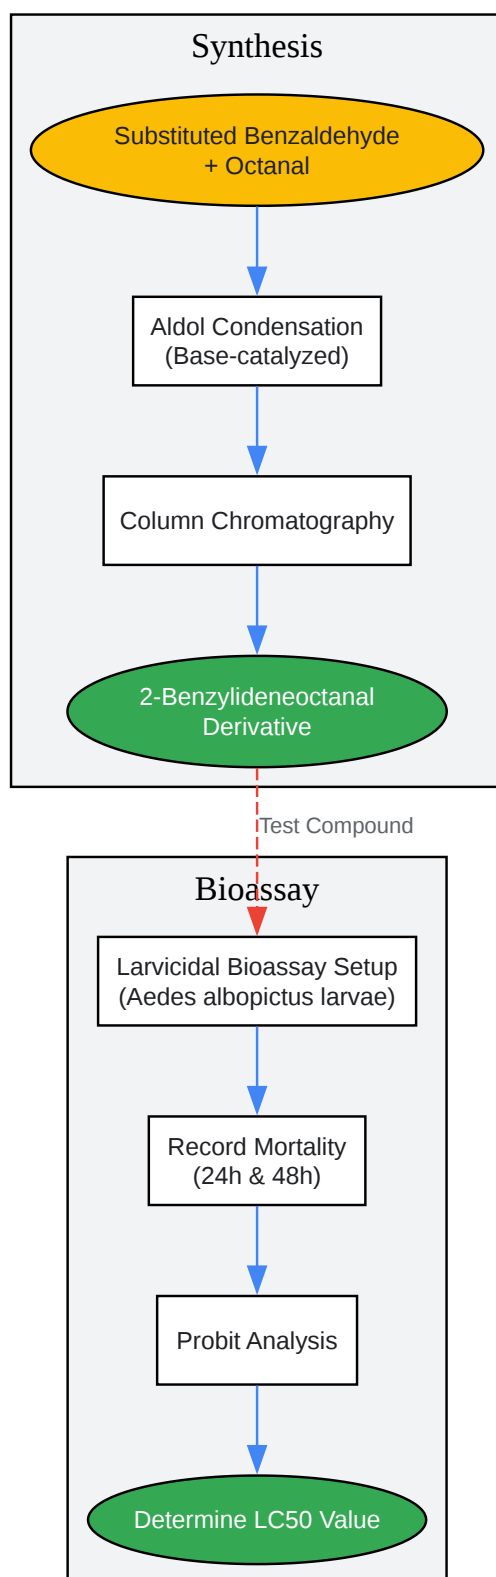 Synthesis
Substituted Benzaldehyde
+ Octanal
Aldol Condensation
(Base-catalyzed)
Column Chromatography
2-Benzylideneoctanal
Derivative
Test Compound
Bioassay
Larvicidal Bioassay Setup
(Aedes albopictus larvae)
Record Mortality
(24h & 48h)
Probit Analysis
Determine LC50 Value